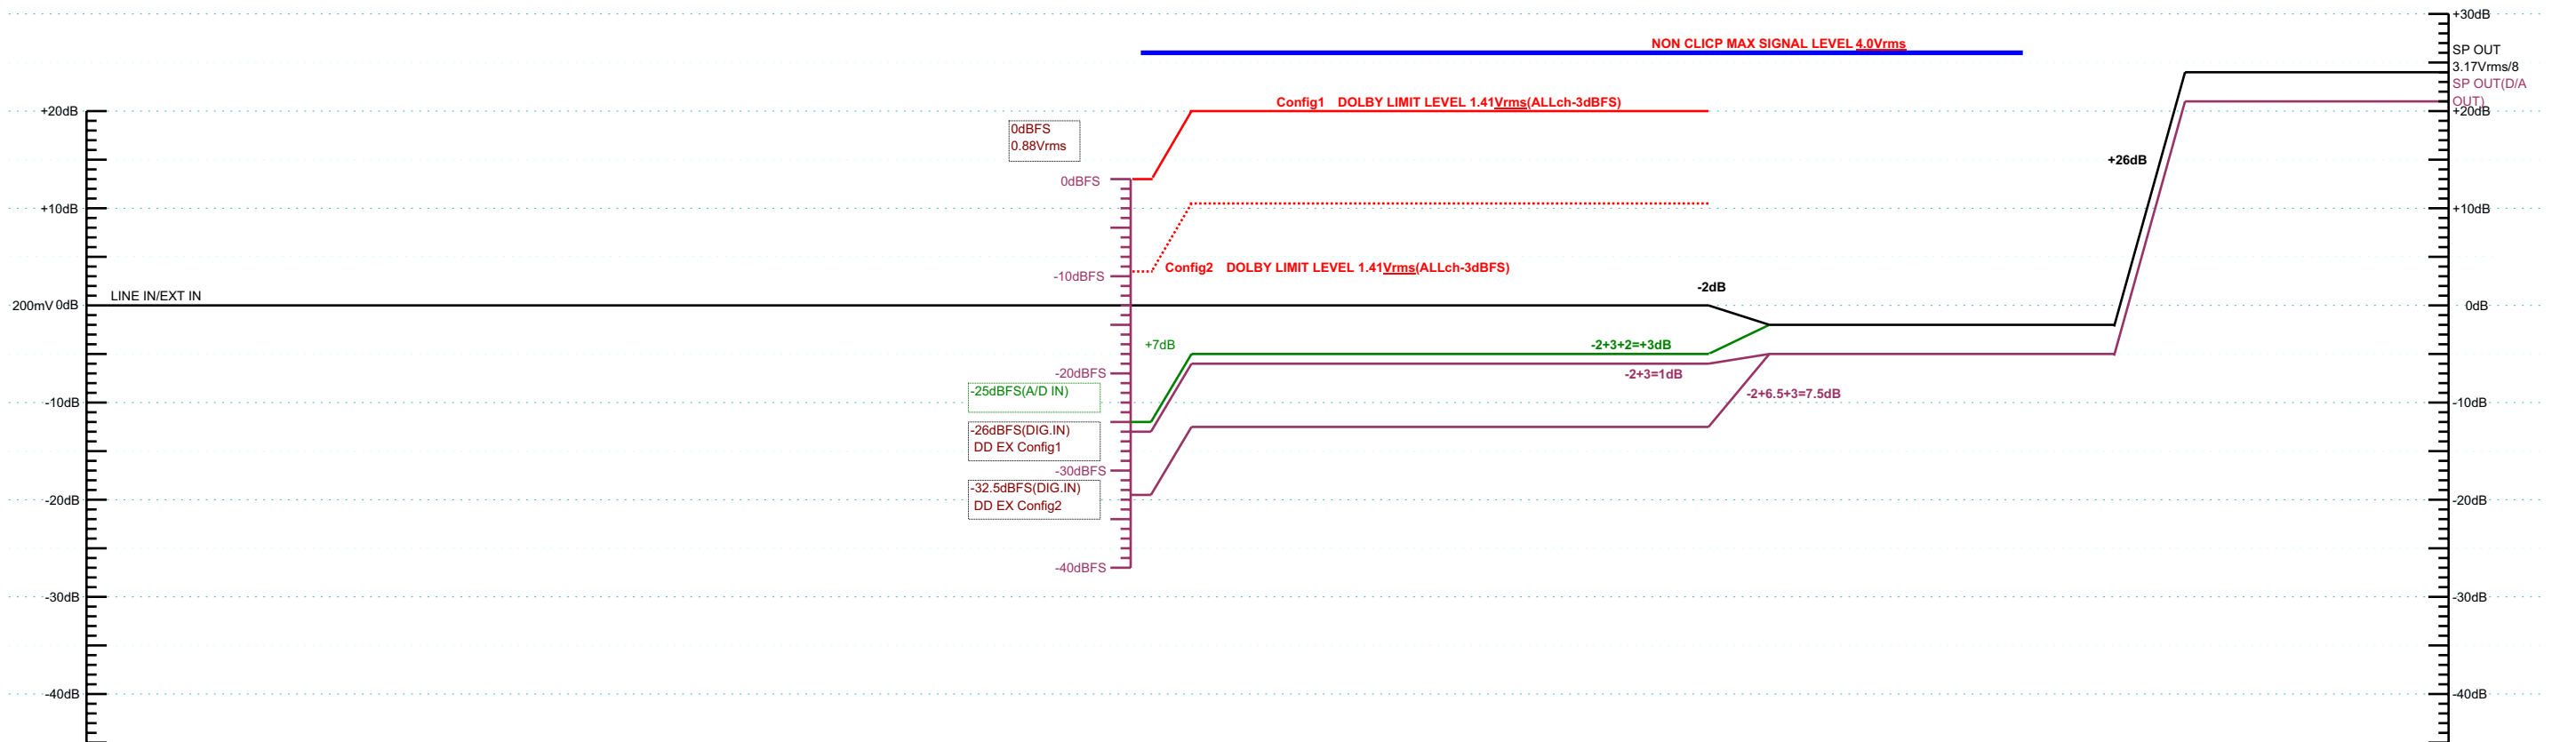 +30dB
NON CLICP MAX SIGNAL LEVEL 4.0Vrms
SP OUT
3.17Vrms/8
SP OUT(D/A
OUT)
+20dB
Config1 DOLBY LIMIT LEVEL 1.41Vrms(ALLch-3dBFS)
+20dB
0dBFS
0.88Vrms
+26dB
0dBFS
+10dB
+10dB
Config2 DOLBY LIMIT LEVEL 1.41Vrms(ALLch-3dBFS)
-10dBFS
-2dB
LINE IN/EXT IN
200mV 0dB
0dB
+7dB
-2+3+2=+3dB
-20dBFS
-2+3=1dB
-25dBFS(A/D IN)
-2+6.5+3=7.5dB
-10dB
-10dB
-26dBFS(DIG.IN)
DD EX Config1
-30dBFS
-32.5dBFS(DIG.IN)
DD EX Config2
-20dB
-20dB
-40dBFS
-30dB
-30dB
-40dB
-40dB